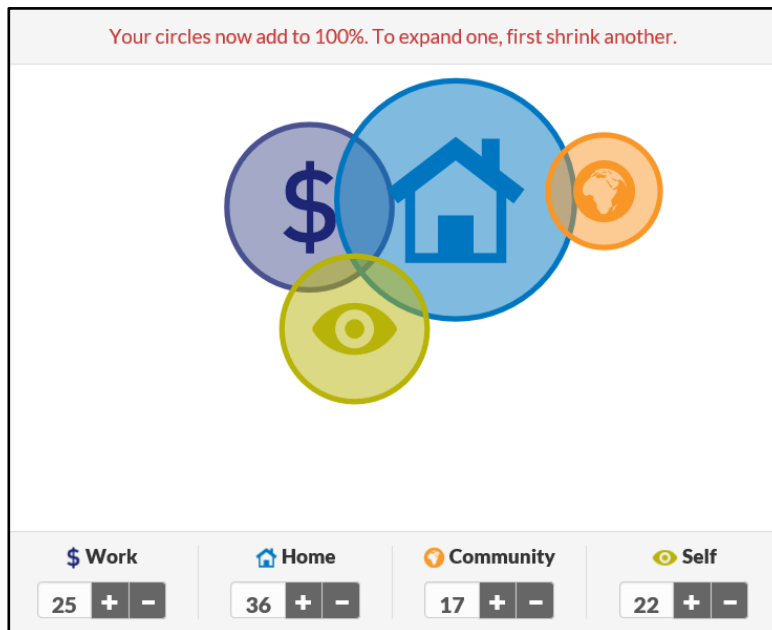 Your circles now add to 100%. To expand one, first shrink another.
$
$ Work Home Community Self
25 + − 36 + − 17 + − 22 + −